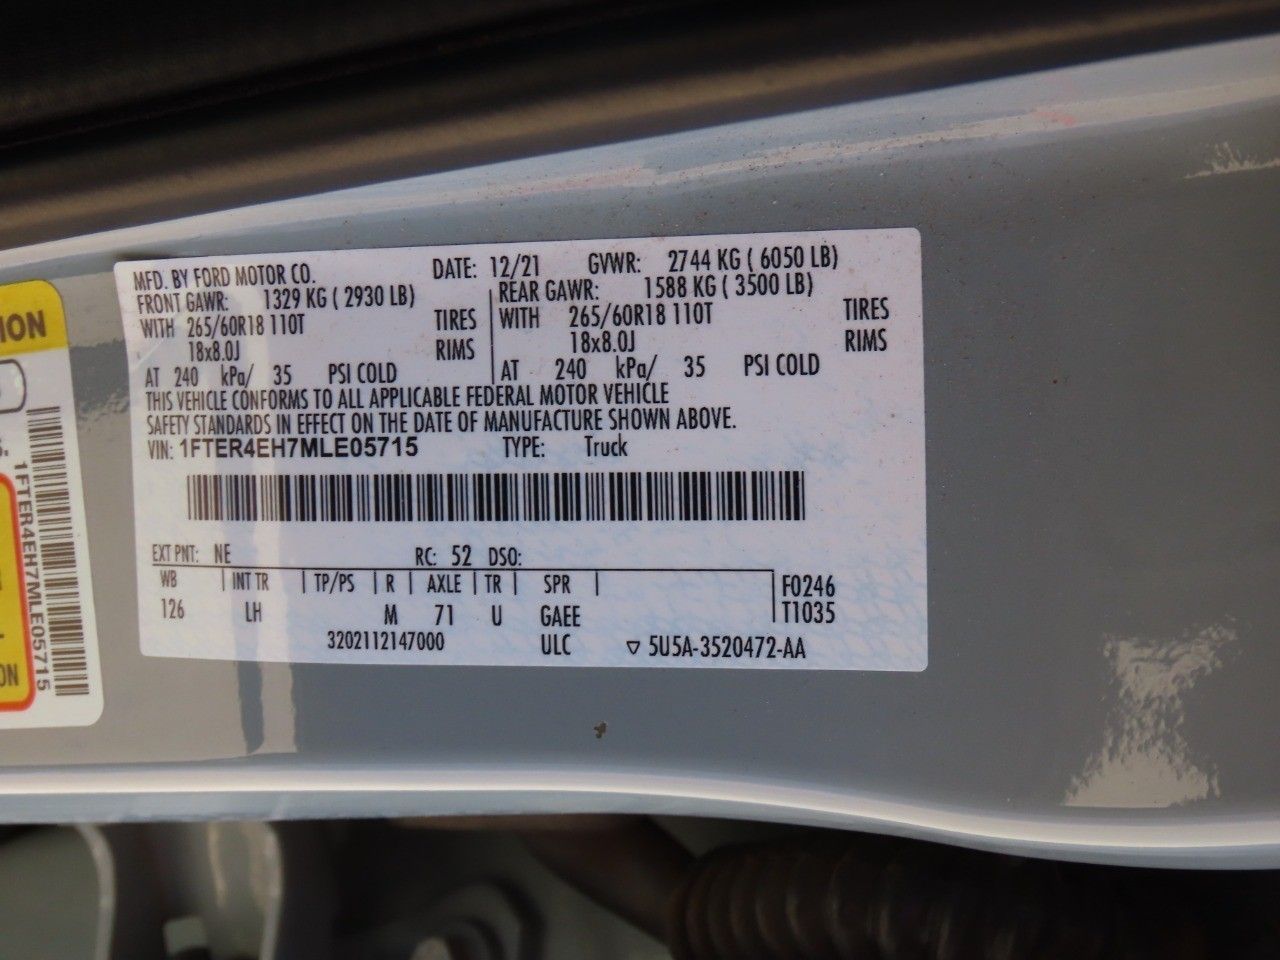 MFD. BY FORD MOTOR CO. DATE: 12/21 GVWR: 2744 KG ( 6050 LB)
FRONT GAWR: 1329 KG ( 2930 LB) REAR GAWR: 1588 KG ( 3500 LB)
WITH 265/60R18 110T TIRES WITH 265/60R18 110T TIRES
18x8.0J RIMS 18x8.0J RIMS
AT 240 kPa/ 35 PSI COLD AT 240 kPa/ 35 PSI COLD
THIS VEHICLE CONFORMS TO ALL APPLICABLE FEDERAL MOTOR VEHICLE
SAFETY STANDARDS IN EFFECT ON THE DATE OF MANUFACTURE SHOWN ABOVE.
VIN: 1FTER4EH7MLE05715 TYPE: Truck
EXT PNT: NE RC: 52 DSO:
WB INT TR TP/PS R AXLE TR SPR F0246
126 LH M 71 U GAEE T1035
3202112147000 ULC ▽ 5U5A-3520472-AA
1FTER4EH7MLE05715